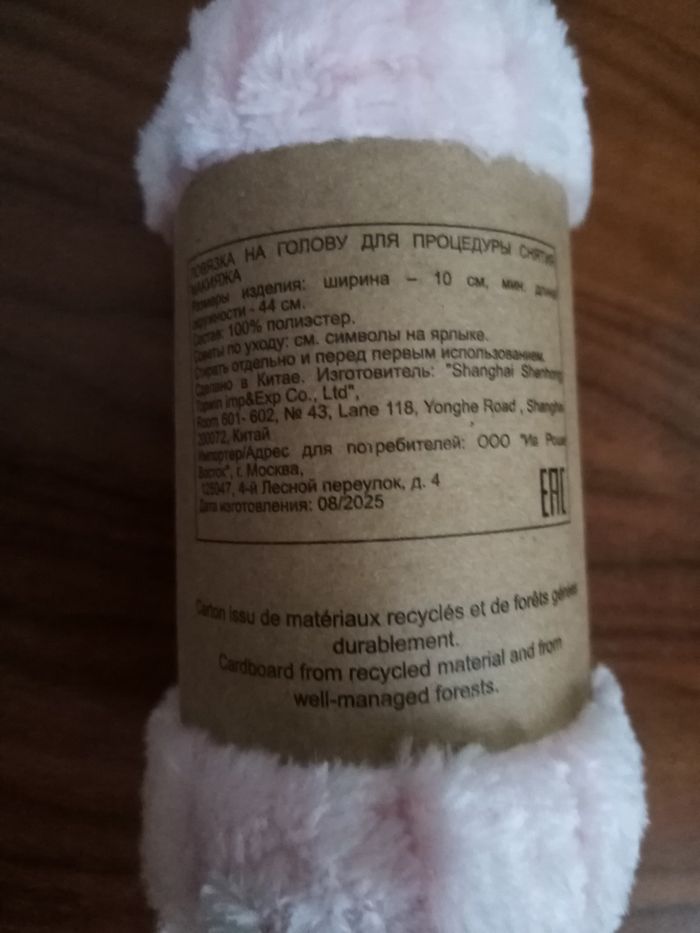 ПОВЯЗКА НА ГОЛОВУ ДЛЯ ПРОЦЕДУРЫ СНЯТИЯ
МАКИЯЖА
Размеры изделия: ширина – 10 см, мин. длина
окружности - 44 см.
Состав: 100% полиэстер.
Советы по уходу: см. символы на ярлыке.
Стирать отдельно и перед первым использованием.
Сделано в Китае. Изготовитель: "Shanghai Shenhong
imp&Exp Co., Ltd",
Room 601- 602, № 43, Lane 118, Yonghe Road , Shanghai
200072, Китай
Импортер/Адрес для потребителей: ООО "Ив Роше
Восток", г. Москва,
125047, 4-й Лесной переулок, д. 4
Дата изготовления: 08/2025
EAC
Carton issu de matériaux recyclés et de forêts gérées
durablement.
Cardboard from recycled material and from
well-managed forests.